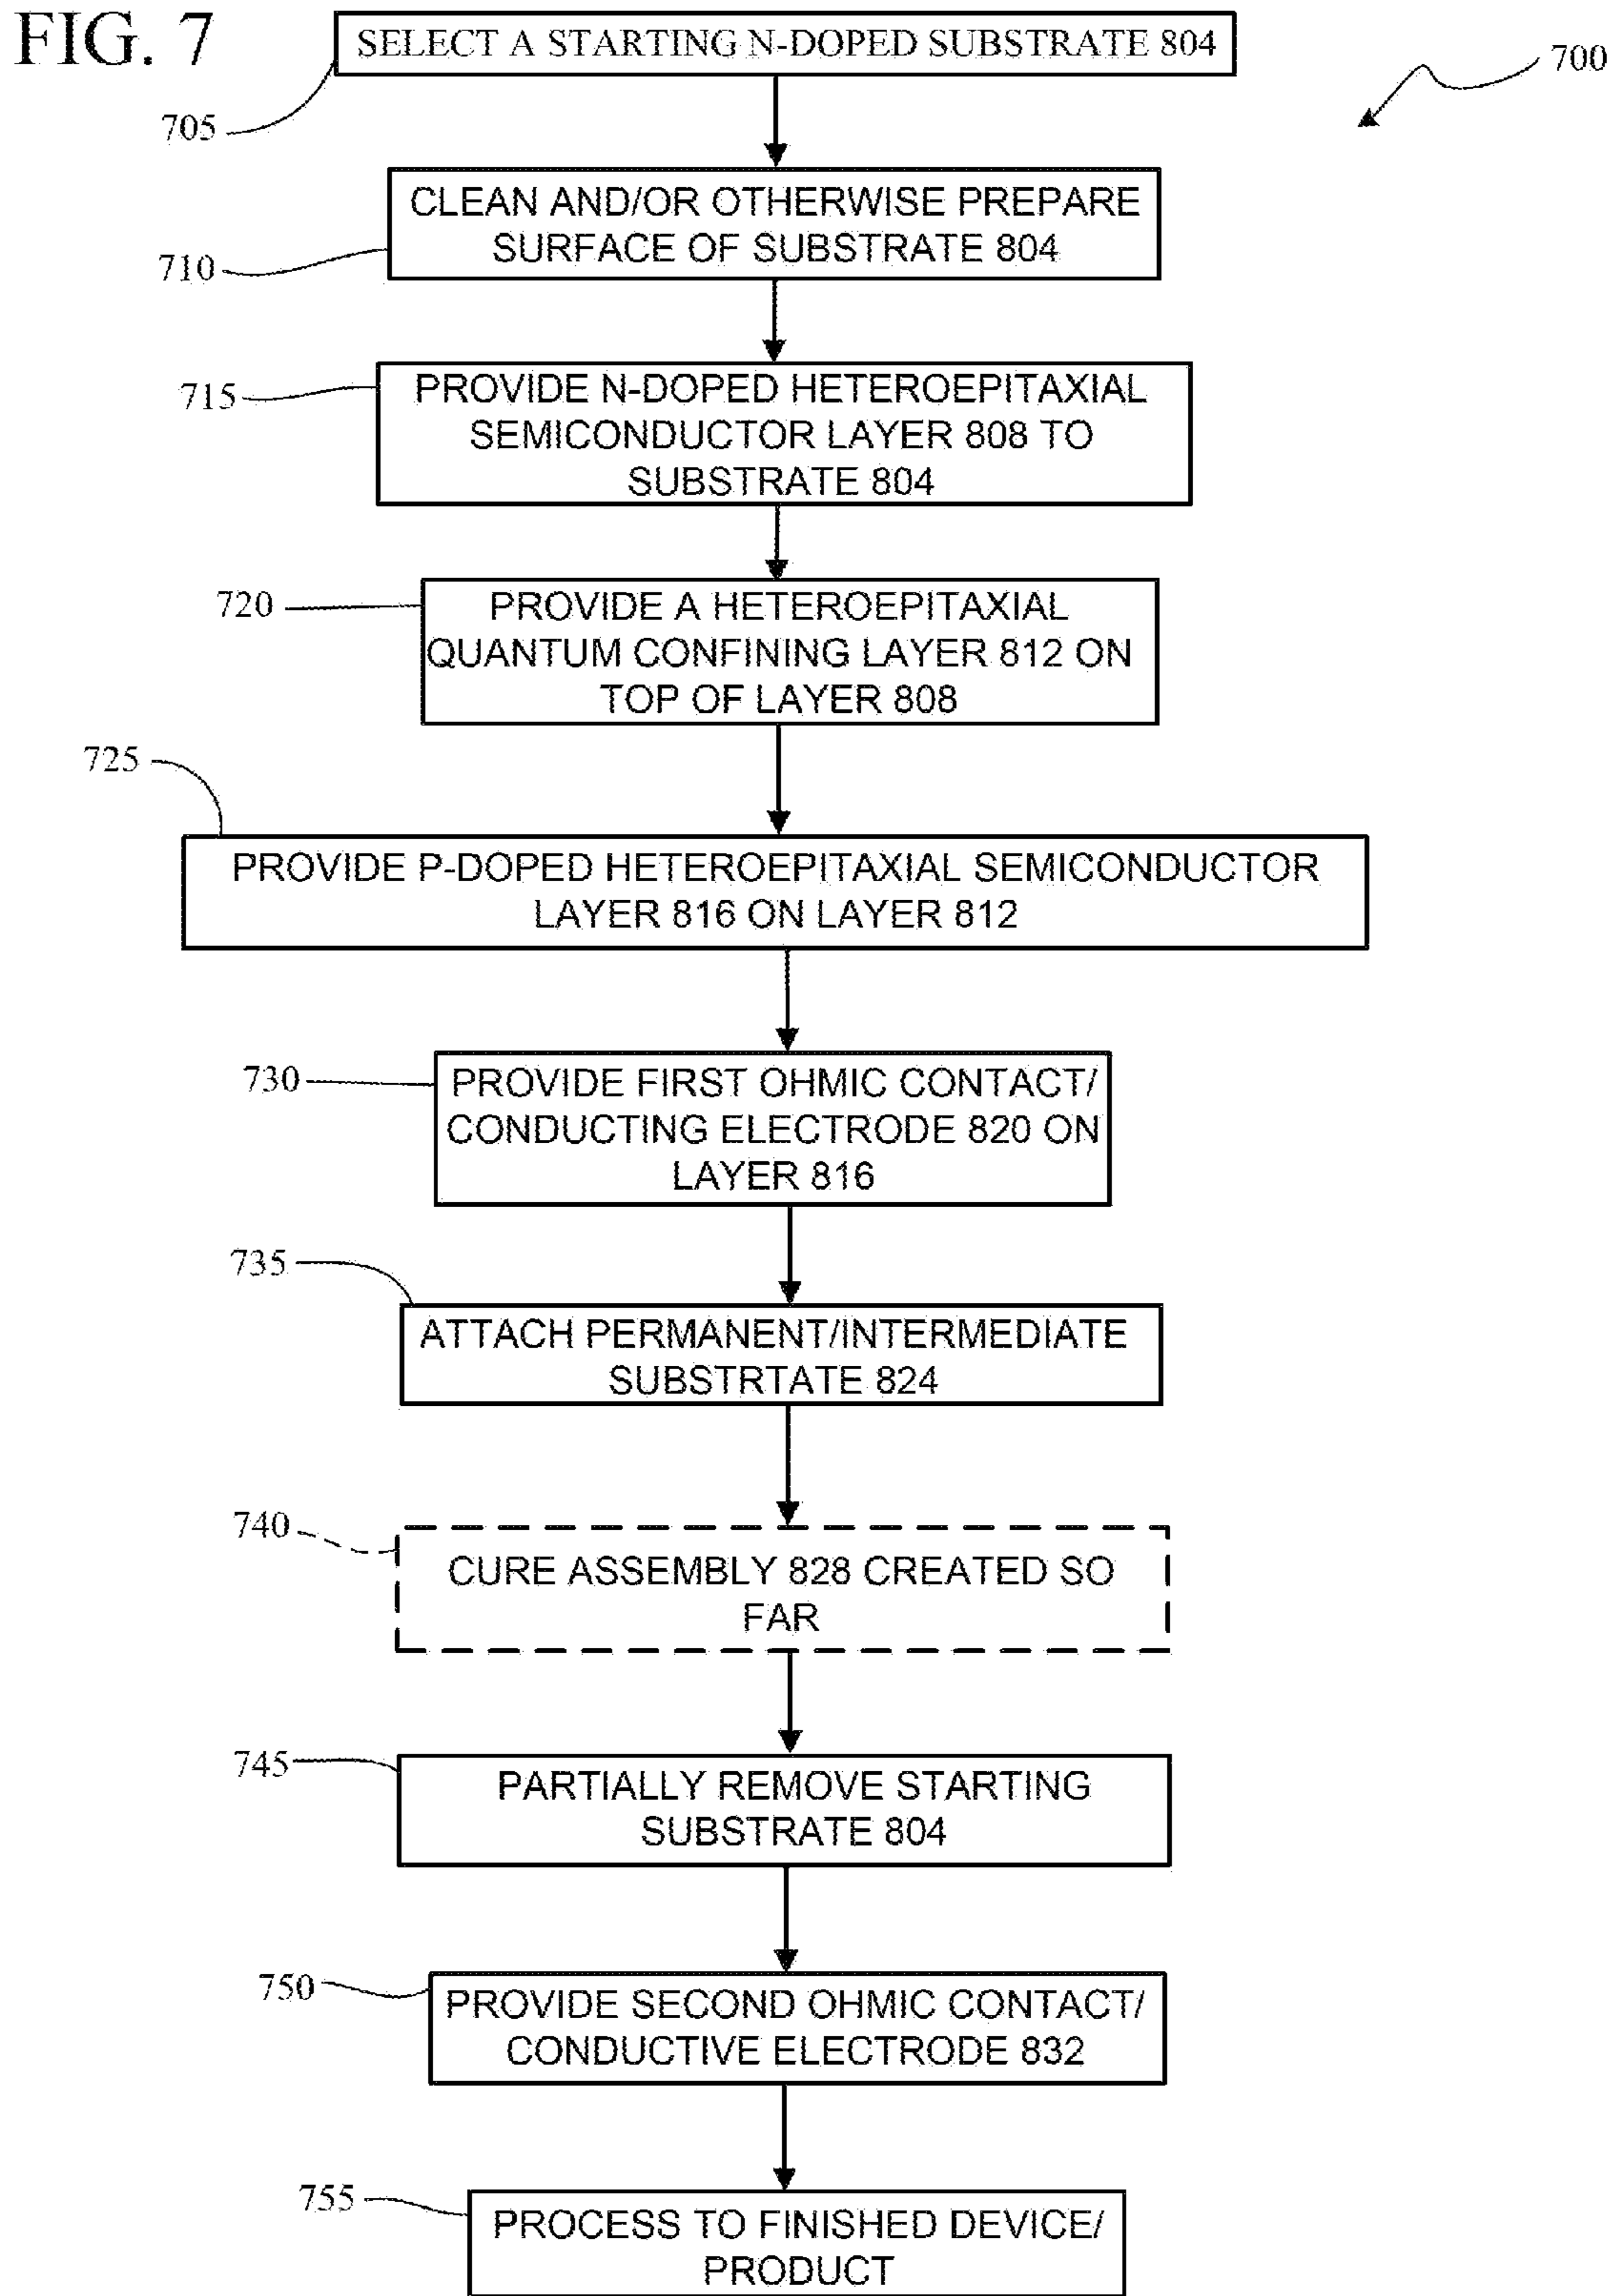 FIG. 7
SELECT A STARTING N-DOPED SUBSTRATE 804
700
705
CLEAN AND/OR OTHERWISE PREPARE
SURFACE OF SUBSTRATE 804
710
715
PROVIDE N-DOPED HETEROEPITAXIAL
SEMICONDUCTOR LAYER 808 TO
SUBSTRATE 804
720
PROVIDE A HETEROEPITAXIAL
QUANTUM CONFINING LAYER 812 ON
TOP OF LAYER 808
725
PROVIDE P-DOPED HETEROEPITAXIAL SEMICONDUCTOR
LAYER 816 ON LAYER 812
730
PROVIDE FIRST OHMIC CONTACT/
CONDUCTING ELECTRODE 820 ON
LAYER 816
735
ATTACH PERMANENT/INTERMEDIATE
SUBSTRTATE 824
740
CURE ASSEMBLY 828 CREATED SO
FAR
745
PARTIALLY REMOVE STARTING
SUBSTRATE 804
750
PROVIDE SECOND OHMIC CONTACT/
CONDUCTIVE ELECTRODE 832
755
PROCESS TO FINISHED DEVICE/
PRODUCT